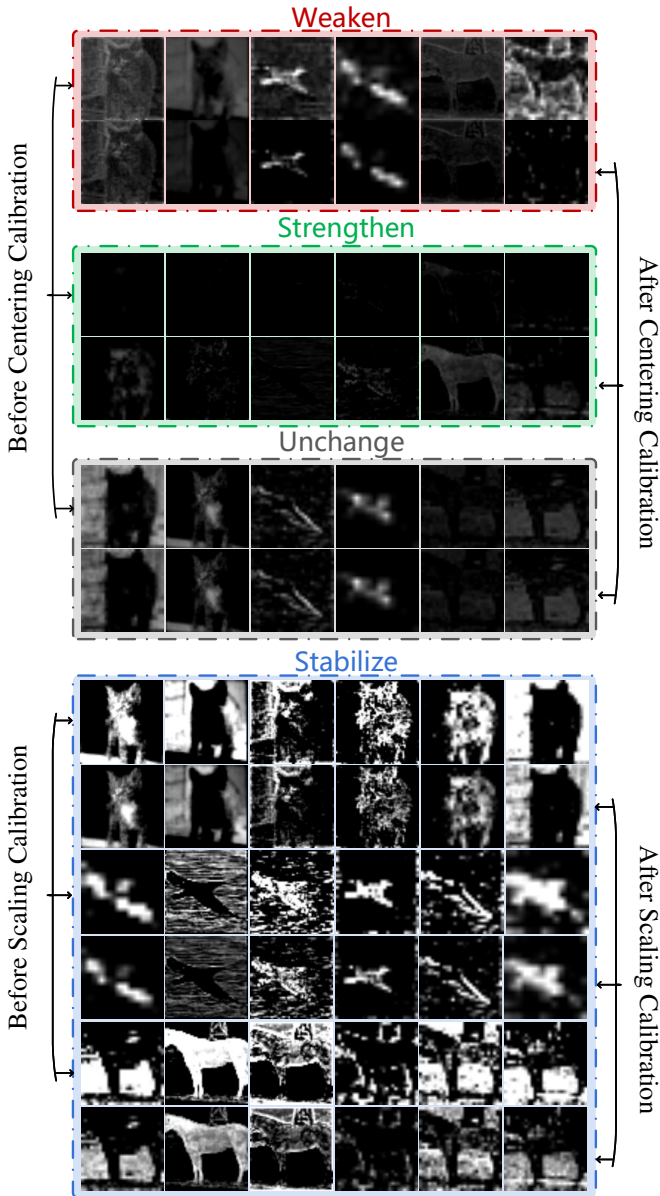 Weaken
Before Centering Calibration
Strengthen
After Centering Calibration
Unchange
Stabilize
Before Scaling Calibration
After Scaling Calibration